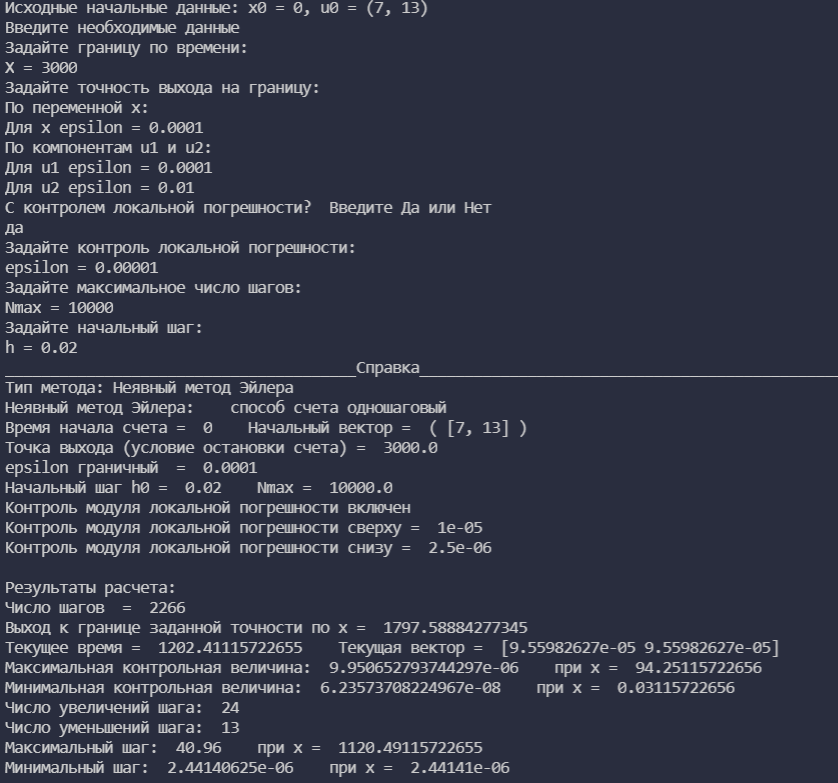 Исходные начальные данные: x0 = 0, u0 = (7, 13)
Введите необходимые данные
Задайте границу по времени:
X = 3000
Задайте точность выхода на границу:
По переменной x:
Для x epsilon = 0.0001
По компонентам u1 и u2:
Для u1 epsilon = 0.0001
Для u2 epsilon = 0.01
С контролем локальной погрешности?  Введите Да или Нет
да
Задайте контроль локальной погрешности:
epsilon = 0.00001
Задайте максимальное число шагов:
Nmax = 10000
Задайте начальный шаг:
h = 0.02
_______________________________________Справка_______________________________________________
Тип метода: Неявный метод Эйлера
Неявный метод Эйлера:    способ счета одношаговый
Время начала счета =  0    Начальный вектор =  ( [7, 13] )
Точка выхода (условие остановки счета) =  3000.0
epsilon граничный  =  0.0001
Начальный шаг h0 =  0.02    Nmax =  10000.0
Контроль модуля локальной погрешности включен
Контроль модуля локальной погрешности сверху =  1e-05
Контроль модуля локальной погрешности снизу =  2.5e-06
Результаты расчета:
Число шагов  =  2266
Выход к границе заданной точности по x =  1797.58884277345
Текущее время =  1202.41115722655    Текущая вектор =  [9.55982627e-05 9.55982627e-05]
Максимальная контрольная величина:  9.950652793744297e-06    при x =  94.25115722656
Минимальная контрольная величина:  6.23573708224967e-08    при x =  0.03115722656
Число увеличений шага:  24
Число уменьшений шага:  13
Максимальный шаг:  40.96    при x =  1120.49115722655
Минимальный шаг:  2.44140625e-06    при x =  2.44141e-06